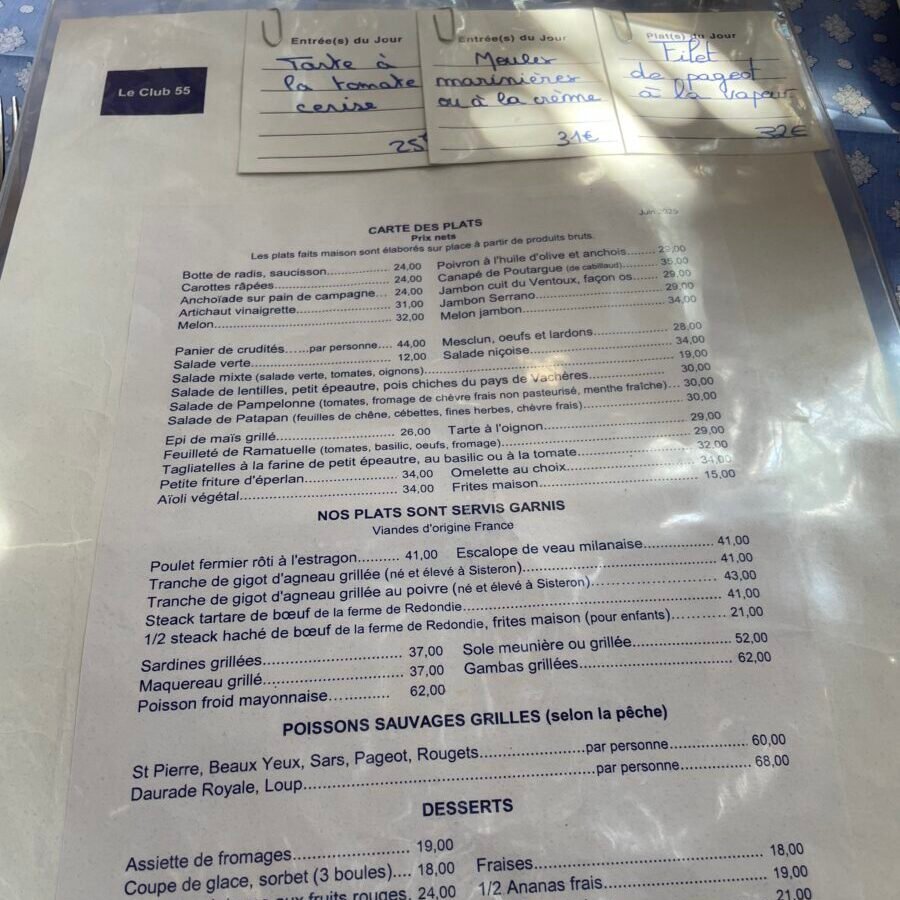 Le Club 55
Entrée(s) du Jour
Tarte à
la tomate
cerise
25€
Entrée(s) du Jour
Moules
marinières
ou à la crème
31€
Plat(s) du Jour
Filet
de pageot
à la vapeur
32€
Juin 2025
CARTE DES PLATS
Prix nets
Les plats faits maison sont élaborés sur place à partir de produits bruts.
Botte de radis, saucisson.................. 24,00 Poivron à l'huile d'olive et anchois....... 29,00
Carottes râpées.............................. 24,00 Canapé de Poutargue (de cabillaud)......... 35,00
Anchoïade sur pain de campagne... 24,00 Jambon cuit du Ventoux, façon os...... 29,00
Artichaut vinaigrette......................... 31,00 Jambon Serrano............................. 29,00
Melon............................................ 32,00 Melon jambon................................ 34,00
Panier de crudités......par personne.... 44,00 Mesclun, oeufs et lardons.................. 28,00
Salade verte................................... 12,00 Salade niçoise................................ 34,00
Salade mixte (salade verte, tomates, oignons)................................ 19,00
Salade de lentilles, petit épeautre, pois chiches du pays de Vachères................ 30,00
Salade de Pampelonne (tomates, fromage de chèvre frais non pasteurisé, menthe fraîche).... 30,00
Salade de Patapan (feuilles de chêne, cébettes, fines herbes, chèvre frais)................ 30,00
Epi de maïs grillé............................ 26,00 Tarte à l'oignon................................ 29,00
Feuilleté de Ramatuelle (tomates, basilic, oeufs, fromage)................................ 29,00
Tagliatelles à la farine de petit épeautre, au basilic ou à la tomate.................... 32,00
Petite friture d'éperlan.................... 34,00 Omelette au choix............................ 34,00
Aïoli végétal.................................. 34,00 Frites maison................................ 15,00
NOS PLATS SONT SERVIS GARNIS
Viandes d'origine France
Poulet fermier rôti à l'estragon......... 41,00 Escalope de veau milanaise................ 41,00
Tranche de gigot d'agneau grillée (né et élevé à Sisteron)................................ 41,00
Tranche de gigot d'agneau grillée au poivre (né et élevé à Sisteron)........................ 43,00
Steack tartare de bœuf de la ferme de Redondie................................ 41,00
1/2 steack haché de bœuf de la ferme de Redondie, frites maison (pour enfants).................. 21,00
Sardines grillées............................ 37,00 Sole meunière ou grillée.................... 52,00
Maquereau grillé............................ 37,00 Gambas grillées................................ 62,00
Poisson froid mayonnaise............. 62,00
POISSONS SAUVAGES GRILLES (selon la pêche)
St Pierre, Beaux Yeux, Sars, Pageot, Rougets......................par personne................ 60,00
Daurade Royale, Loup................................par personne................ 68,00
DESSERTS
Assiette de fromages........................ 19,00 Fraises................................ 18,00
Coupe de glace, sorbet (3 boules).... 18,00 1/2 Ananas frais................................ 19,00
aux fruits rouges. 24,00 21,00